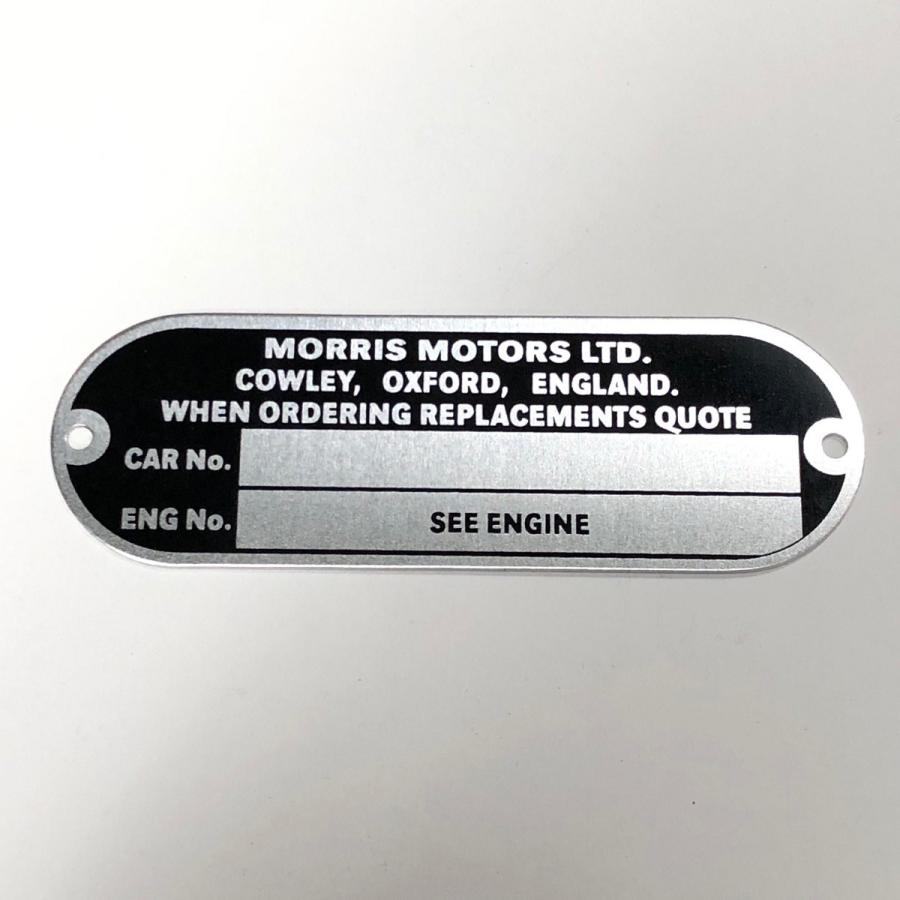 MORRIS MOTORS LTD.
COWLEY, OXFORD, ENGLAND.
WHEN ORDERING REPLACEMENTS QUOTE
CAR No.
ENG No. SEE ENGINE